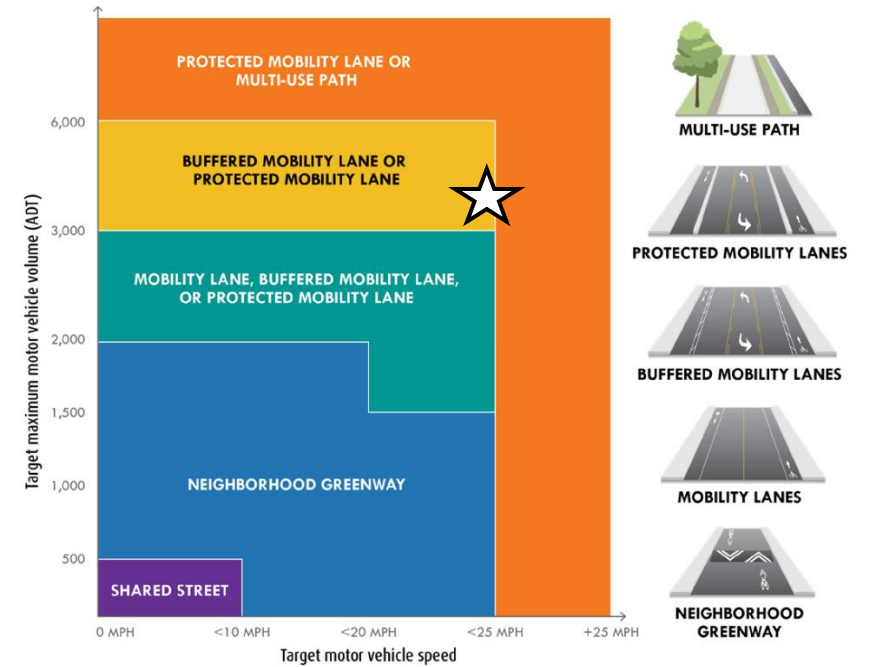 PROTECTED MOBILITY LANE OR
MULTI-USE PATH
6,000
BUFFERED MOBILITY LANE OR
PROTECTED MOBILITY LANE
3,000
MOBILITY LANE, BUFFERED MOBILITY LANE,
OR PROTECTED MOBILITY LANE
2,000
1,500
1,000
NEIGHBORHOOD GREENWAY
500
SHARED STREET
0 MPH
<10 MPH
<20 MPH
<25 MPH
+25 MPH
Target motor vehicle speed
Target maximum motor vehicle volume (ADT)
MULTI-USE PATH
PROTECTED MOBILITY LANES
BUFFERED MOBILITY LANES
MOBILITY LANES
NEIGHBORHOOD
GREENWAY